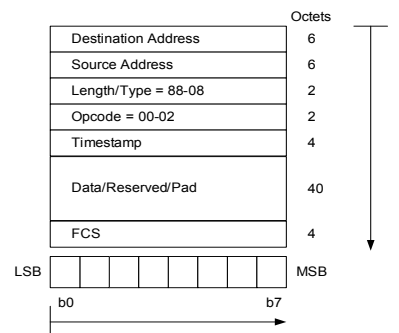 Octets
Destination Address 6
Source Address 6
Length/Type = 88-08 2
Opcode = 00-02 2
Timestamp 4
Data/Reserved/Pad 40
FCS 4
LSB MSB
b0 b7